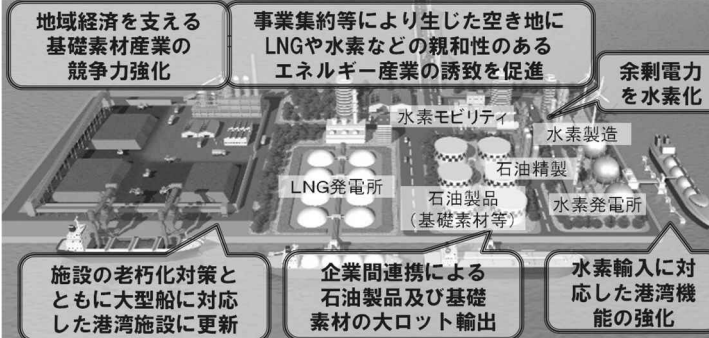 地域経済を支える
基礎素材産業の
競争力強化
事業集約等により生じた空き地に
LNGや水素などの親和性のある
エネルギー産業の誘致を促進
余剰電力
を水素化
水素モビリティ
水素製造
石油精製
LNG発電所
石油製品
（基礎素材等）
水素発電所
施設の老朽化対策と
ともに大型船に対応
した港湾施設に更新
企業間連携による
石油製品及び基礎
素材の大ロット輸出
水素輸入に対
応した港湾機
能の強化